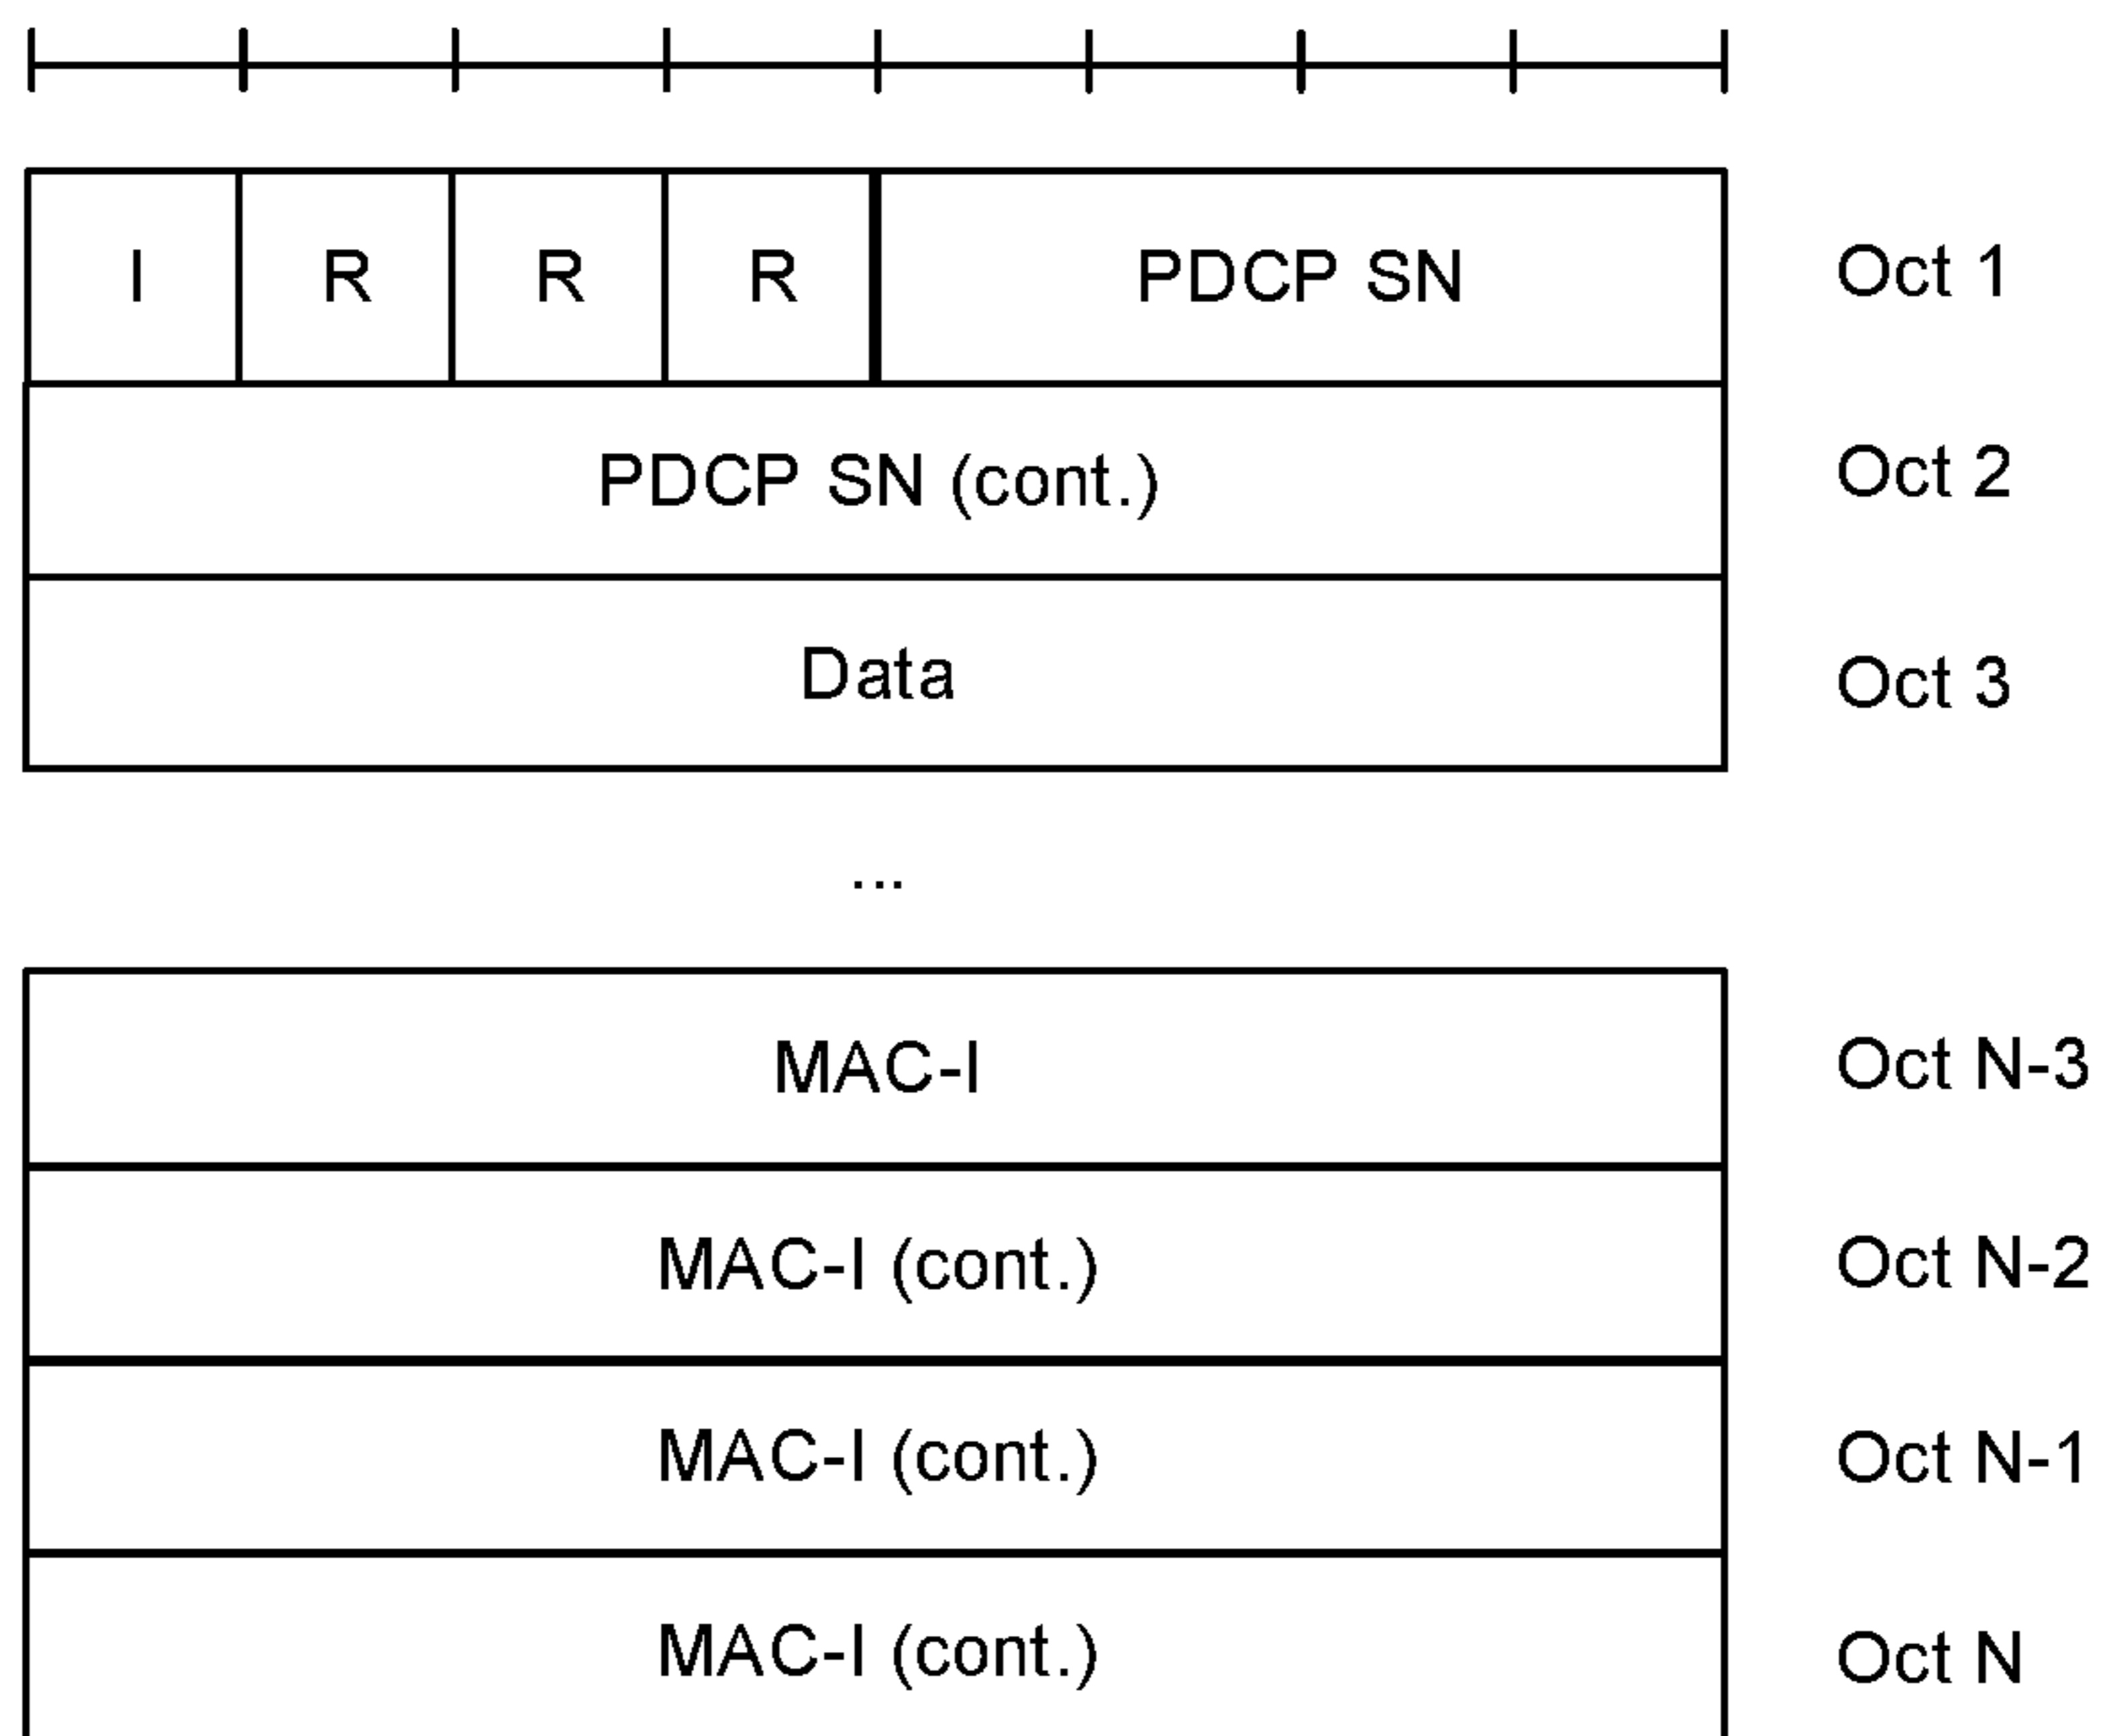 I R R R PDCP SN Oct 1
PDCP SN (cont.) Oct 2
Data Oct 3
...
MAC-I Oct N-3
MAC-I (cont.) Oct N-2
MAC-I (cont.) Oct N-1
MAC-I (cont.) Oct N